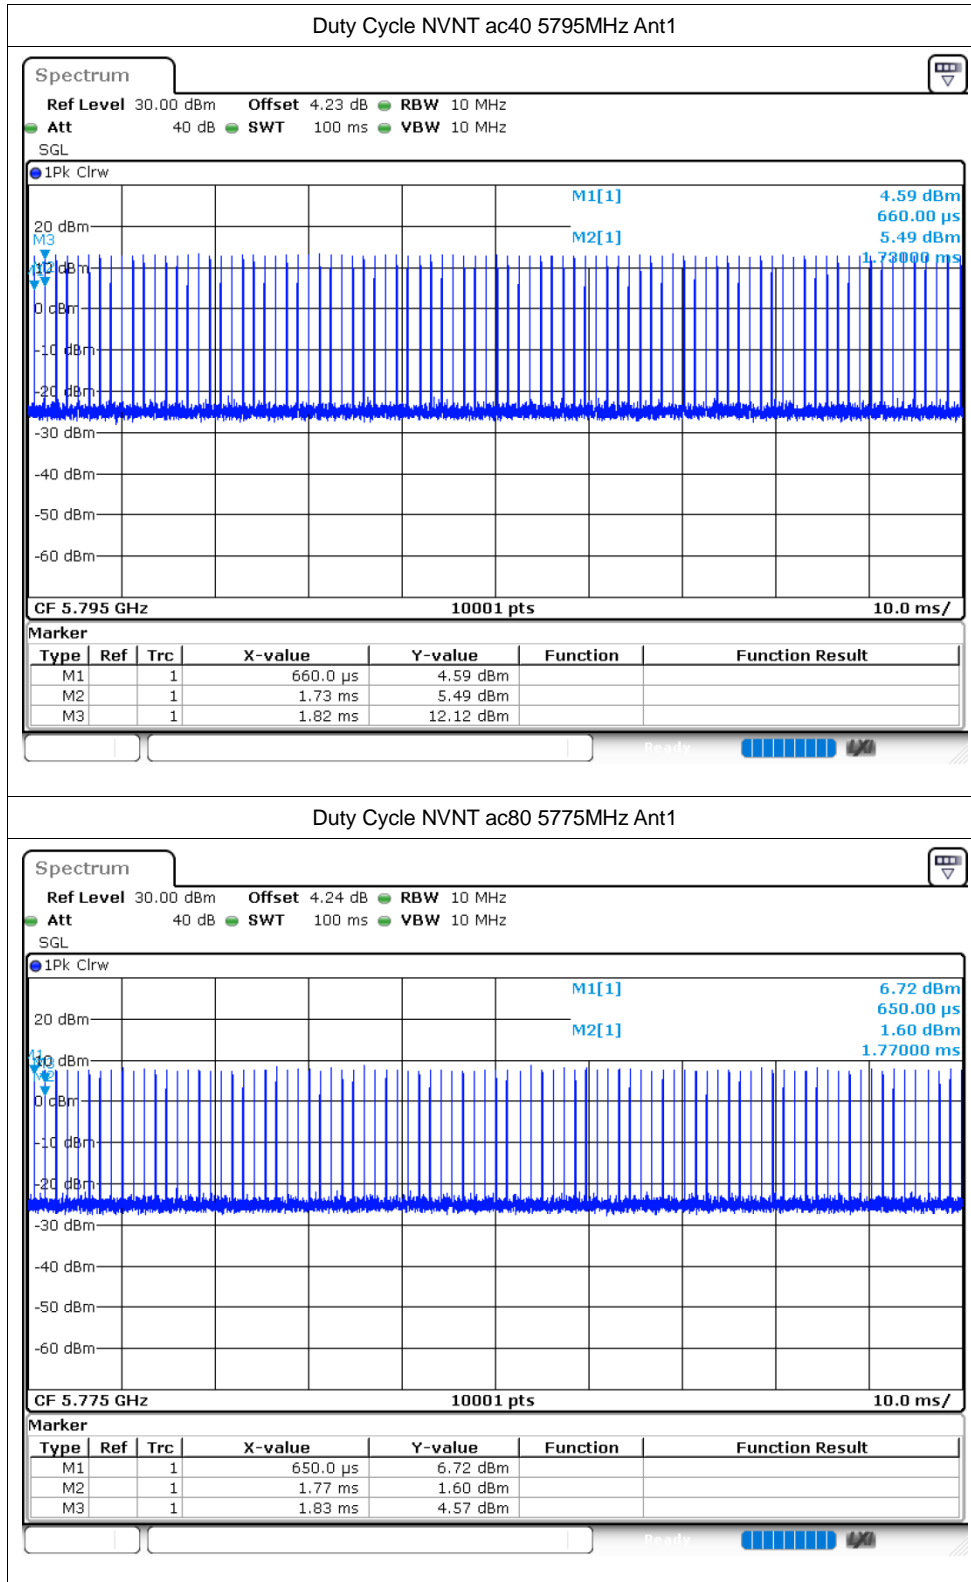 Duty Cycle NVNT ac40 5795MHz Ant1
Spectrum
Ref Level 30.00 dBm Offset 4.23 dB RBW 10 MHz
Att 40 dB SWT 100 ms VBW 10 MHz
SGL
1Pk Clrw
M1[1] 4.59 dBm
660.00 µs
20 dBm
M3
M2[1] 5.49 dBm
1.73000 ms
0 dBm
-10 dBm
-20 dBm
-30 dBm
-40 dBm
-50 dBm
-60 dBm
CF 5.795 GHz 10001 pts 10.0 ms/
Marker
Type Ref Trc X-value Y-value Function Function Result
M1 1 660.0 µs 4.59 dBm
M2 1 1.73 ms 5.49 dBm
M3 1 1.82 ms 12.12 dBm
Ready LXI
Duty Cycle NVNT ac80 5775MHz Ant1
Spectrum
Ref Level 30.00 dBm Offset 4.24 dB RBW 10 MHz
Att 40 dB SWT 100 ms VBW 10 MHz
SGL
1Pk Clrw
M1[1] 6.72 dBm
650.00 µs
20 dBm
M2[1] 1.60 dBm
1.77000 ms
M1
10 dBm
0 dBm
-10 dBm
-20 dBm
-30 dBm
-40 dBm
-50 dBm
-60 dBm
CF 5.775 GHz 10001 pts 10.0 ms/
Marker
Type Ref Trc X-value Y-value Function Function Result
M1 1 650.0 µs 6.72 dBm
M2 1 1.77 ms 1.60 dBm
M3 1 1.83 ms 4.57 dBm
Ready LXI